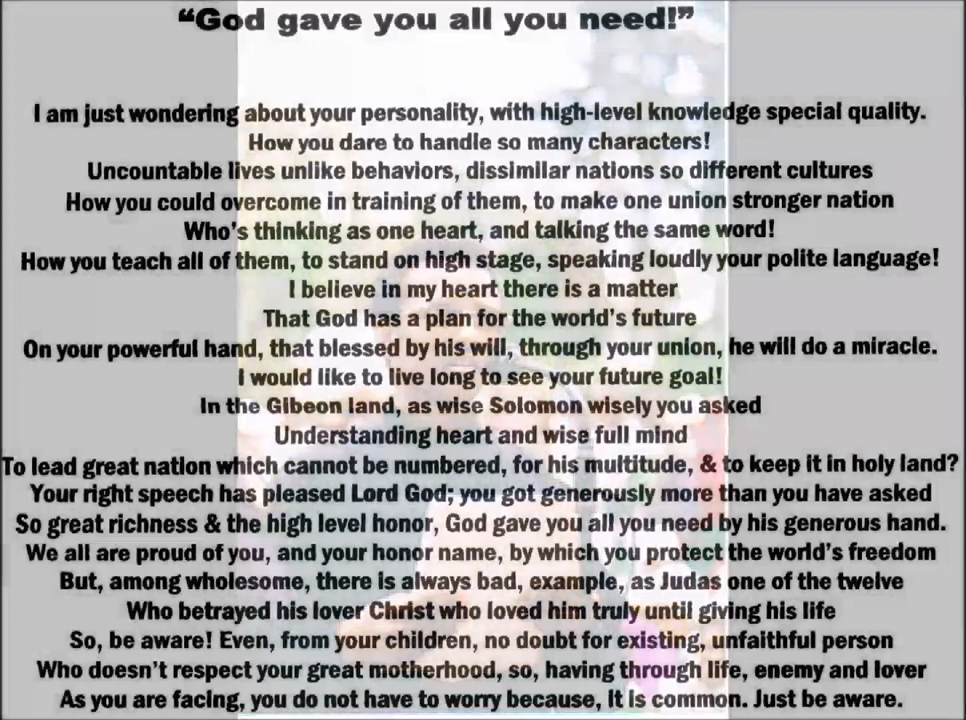 “God gave you all you need!”
I am just wondering about your personality, with high-level knowledge special quality.
How you dare to handle so many characters!
Uncountable lives unlike behaviors, dissimilar nations so different cultures
How you could overcome in training of them, to make one union stronger nation
Who’s thinking as one heart, and talking the same word!
How you teach all of them, to stand on high stage, speaking loudly your polite language!
I believe in my heart there is a matter
That God has a plan for the world’s future
On your powerful hand, that blessed by his will, through your union, he will do a miracle.
I would like to live long to see your future goal!
In the Gibeon land, as wise Solomon wisely you asked
Understanding heart and wise full mind
To lead great nation which cannot be numbered, for his multitude, & to keep it in holy land?
Your right speech has pleased Lord God; you got generously more than you have asked
So great richness & the high level honor, God gave you all you need by his generous hand.
We all are proud of you, and your honor name, by which you protect the world’s freedom
But, among wholesome, there is always bad, example, as Judas one of the twelve
Who betrayed his lover Christ who loved him truly until giving his life
So, be aware! Even, from your children, no doubt for existing, unfaithful person
Who doesn’t respect your great motherhood, so, having through life, enemy and lover
As you are facing, you do not have to worry because, it is common. Just be aware.